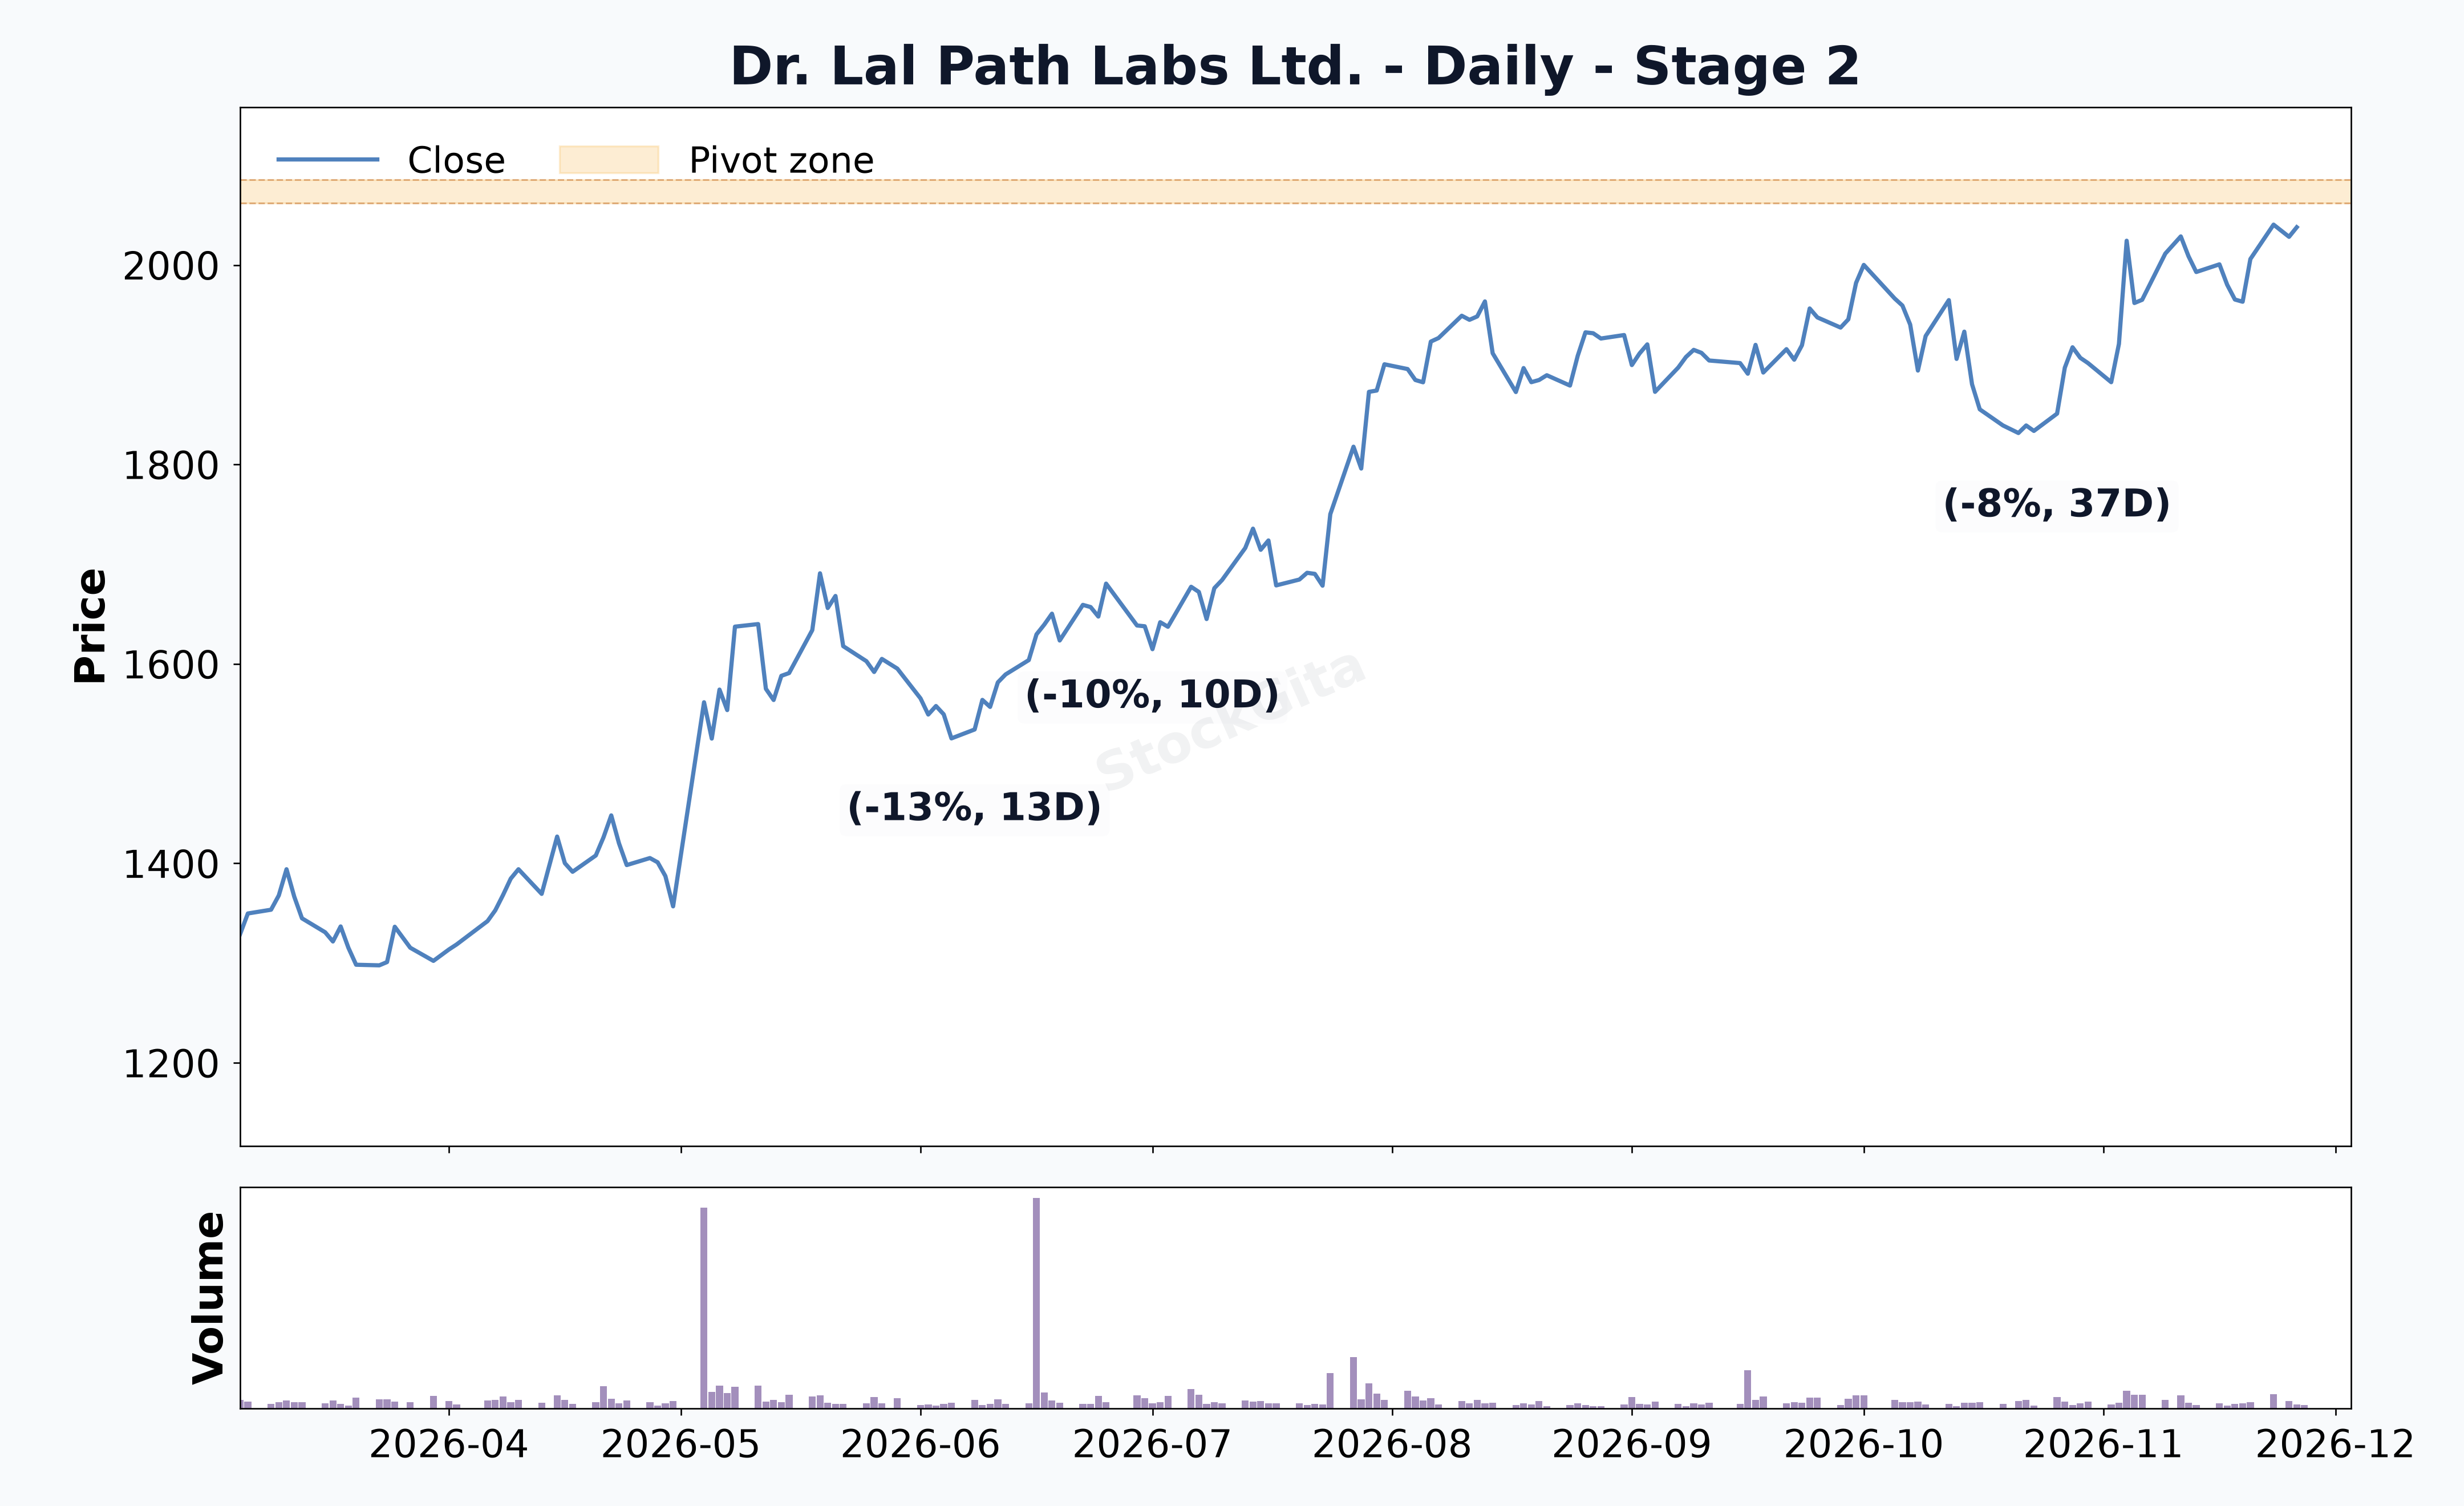 Dr. Lal Path Labs Ltd. - Daily - Stage 2
Close
Pivot zone
Price
2000
1800
1600
1400
1200
(-8%, 37D)
(-10%, 10D)
(-13%, 13D)
StockGita
Volume
2026-04
2026-05
2026-06
2026-07
2026-08
2026-09
2026-10
2026-11
2026-12